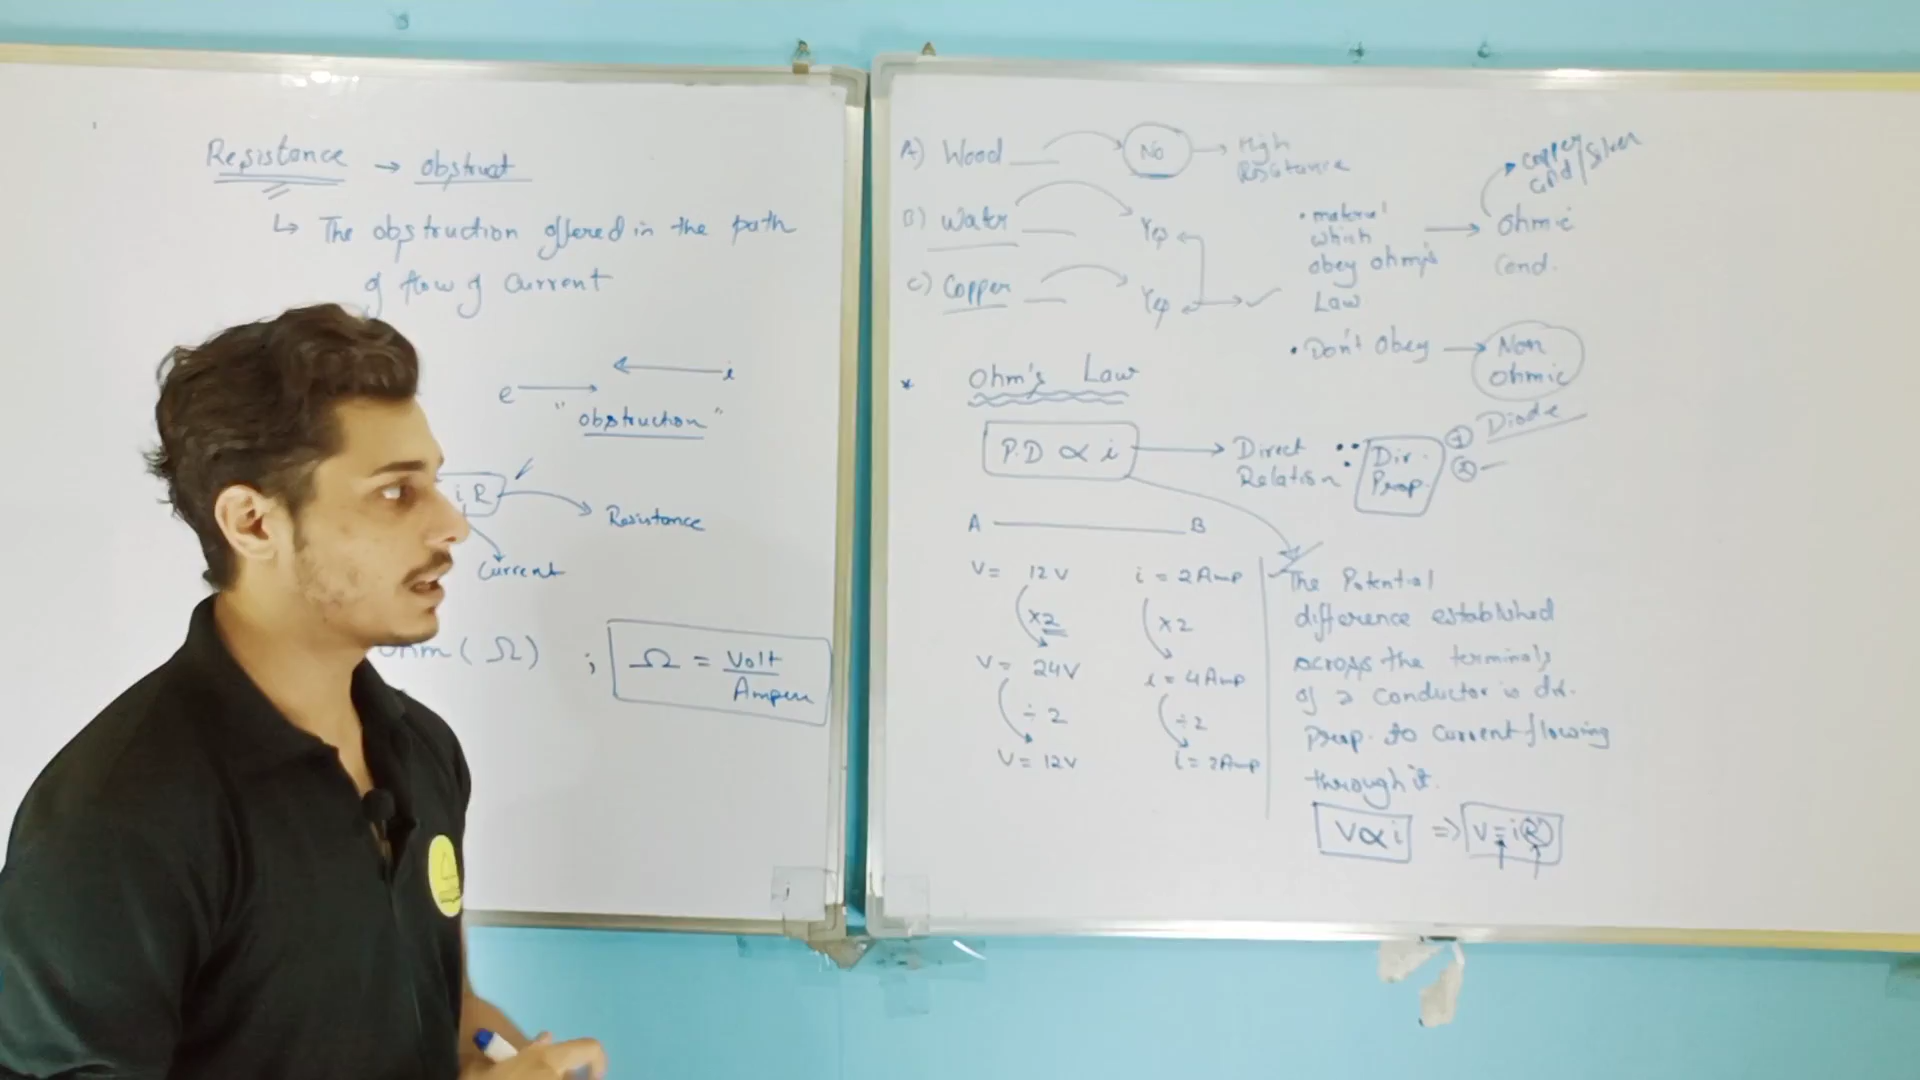 Resistance → obstruct
↳ The obstruction offered in the path
of flow of current
i
e
"obstruction"
i R
Resistance
Current
ohm (Ω) ; Ω = Volt / Ampere
A) Wood No → High
Resistance
B) Water Yes
C) Copper Yes
• material
which
obey ohm's
Law
→ ohmic
Cond.
copper
/Silver
• Don't obey → Non
ohmic
① Diode
②
* Ohm's Law
P.D ∝ i → Direct
Relation
Dir.
Prop.
A B
V = 12V i = 2Amp
×2 ×2
V = 24V i = 4Amp
÷ 2 ÷2
V = 12V i = 2Amp
The Potential
difference established
across the terminals
of a conductor is dir.
prop. to current flowing
through it.
V∝i ⇒ V=iR